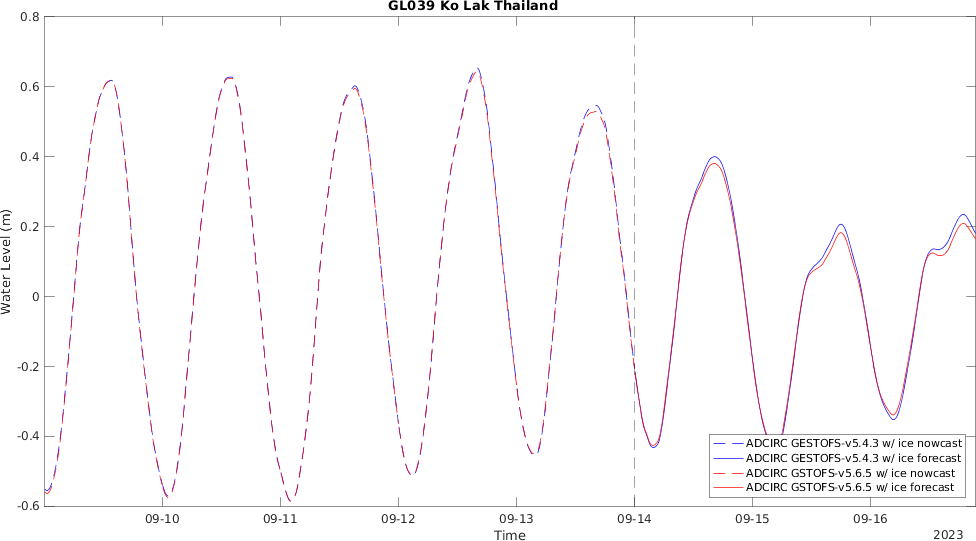 GL039 Ko Lak Thailand
0.8
0.6
0.4
0.2
0
-0.2
-0.4
-0.6
Water Level (m)
09-10 09-11 09-12 09-13 09-14 09-15 09-16
Time
2023
ADCIRC GESTOFS-v5.4.3 w/ ice nowcast
ADCIRC GESTOFS-v5.4.3 w/ ice forecast
ADCIRC GSTOFS-v5.6.5 w/ ice nowcast
ADCIRC GSTOFS-v5.6.5 w/ ice forecast